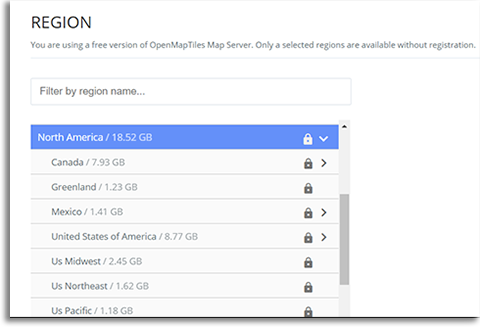 REGION
You are using a free version of OpenMapTiles Map Server. Only a selected regions are available without registration.
Filter by region name...
North America / 18.52 GB
Canada / 7.93 GB
Greenland / 1.23 GB
Mexico / 1.41 GB
United States of America / 8.77 GB
Us Midwest / 2.45 GB
Us Northeast / 1.62 GB
Us Pacific / 1.18 GB